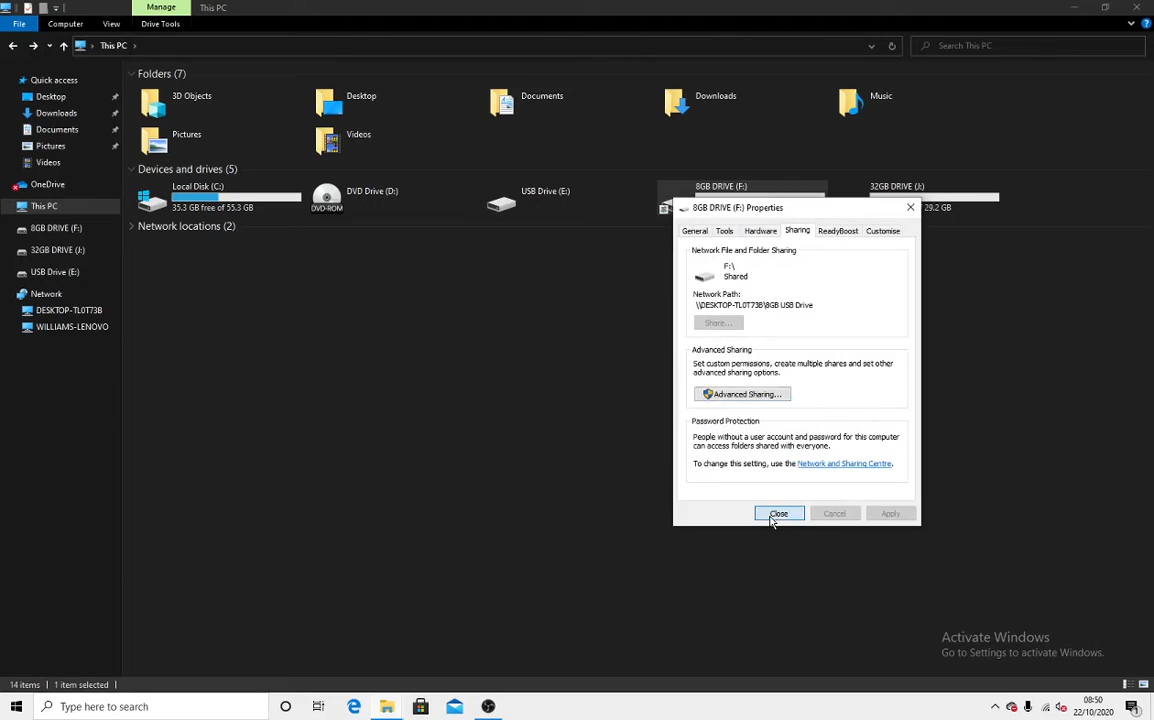 Manage
This PC
File
Computer
View
Drive Tools
This PC
Search This PC
Quick access
Desktop
Downloads
Documents
Pictures
Videos
OneDrive
This PC
8GB DRIVE (F:)
32GB DRIVE (J:)
USB Drive (E:)
Network
DESKTOP-TL0T73B
WILLIAMS-LENOVO
Folders (7)
3D Objects
Desktop
Documents
Downloads
Music
Pictures
Videos
Devices and drives (5)
Local Disk (C:)
35.3 GB free of 55.3 GB
DVD-ROM
DVD Drive (D:)
USB Drive (E:)
8GB DRIVE (F:)
32GB DRIVE (J:)
29.2 GB
Network locations (2)
8GB DRIVE (F:) Properties
General
Tools
Hardware
Sharing
ReadyBoost
Customise
Network File and Folder Sharing
F:\
Shared
Network Path:
\\DESKTOP-TL0T73B\8GB USB Drive
Share...
Advanced Sharing
Set custom permissions, create multiple shares and set other
advanced sharing options.
Advanced Sharing...
Password Protection
People without a user account and password for this computer
can access folders shared with everyone.
To change this setting, use the Network and Sharing Centre.
Close
Cancel
Apply
Activate Windows
Go to Settings to activate Windows.
14 items
1 item selected
Type here to search
08:50
22/10/2020
1